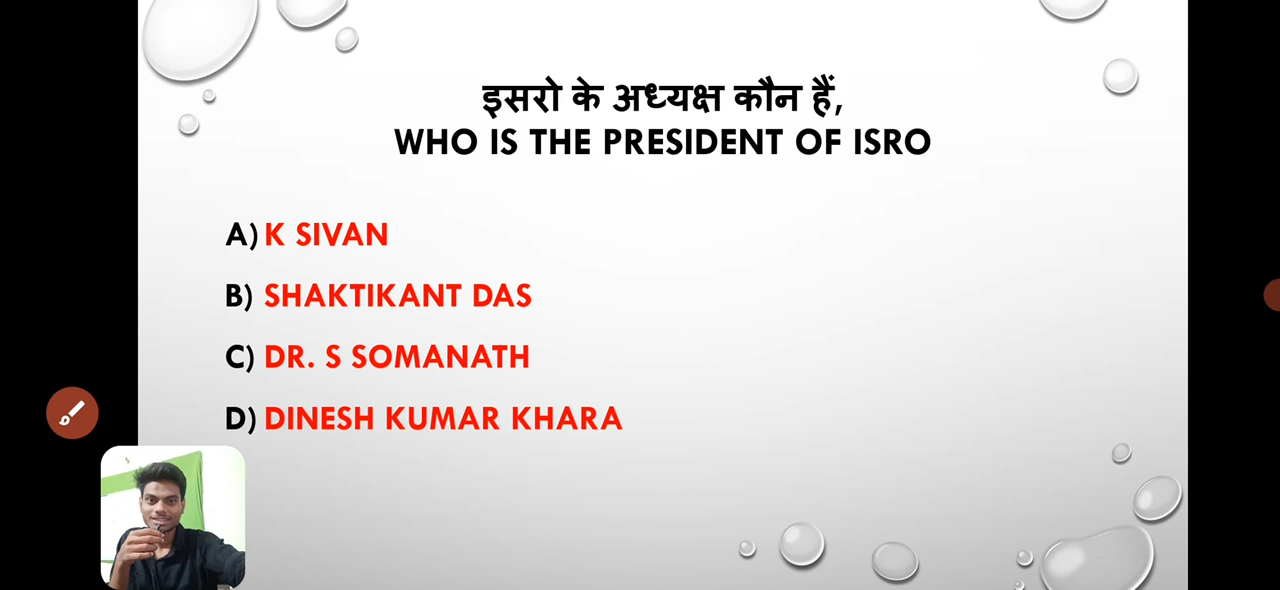 इसरो के अध्यक्ष कौन हैं,
WHO IS THE PRESIDENT OF ISRO
A) K SIVAN
B) SHAKTIKANT DAS
C) DR. S SOMANATH
D) DINESH KUMAR KHARA